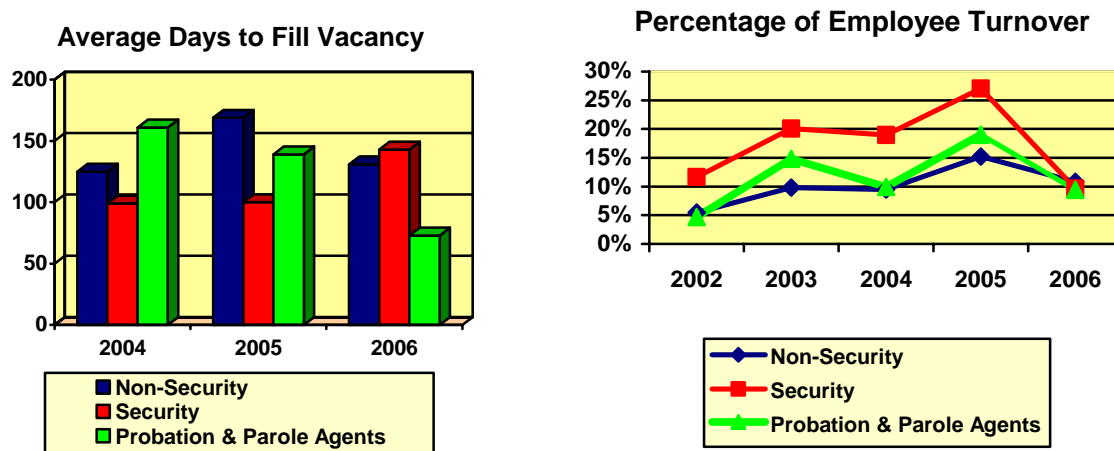 Average Days to Fill Vacancy
200
150
100
50
0
2004 2005 2006
Non-Security
Security
Probation & Parole Agents
Percentage of Employee Turnover
30%
25%
20%
15%
10%
5%
0%
2002 2003 2004 2005 2006
Non-Security
Security
Probation & Parole Agents